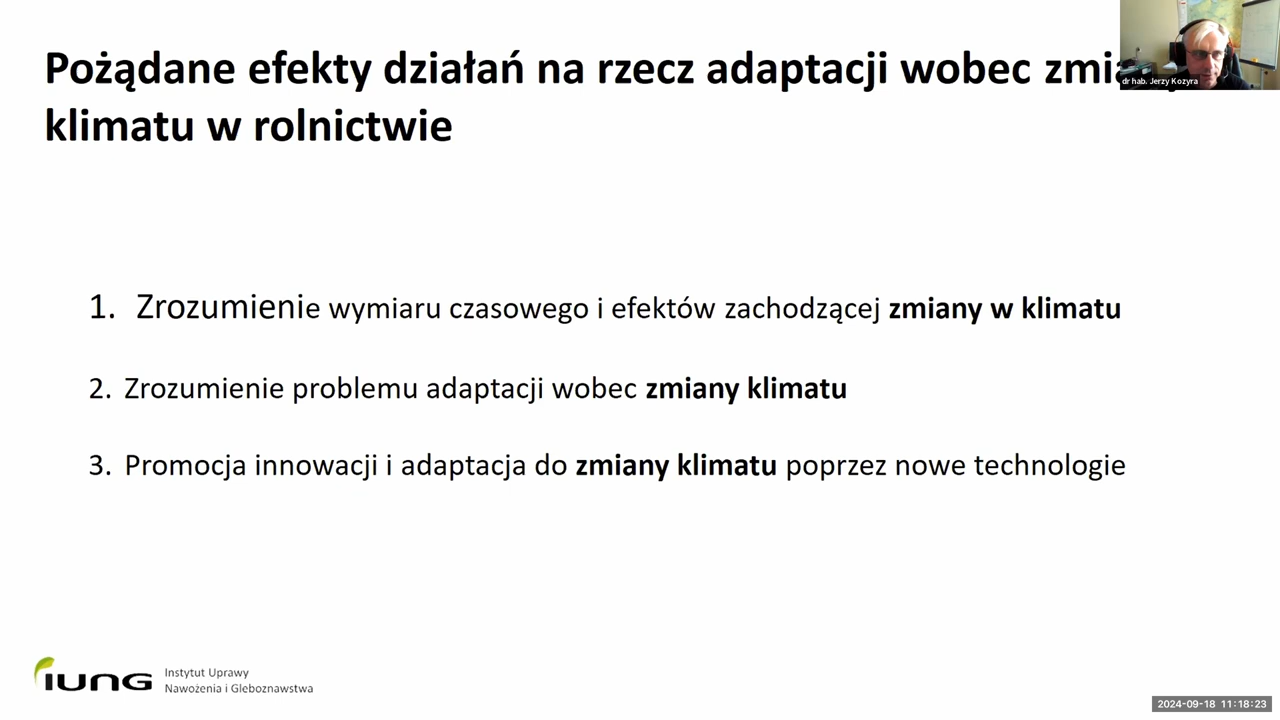 Pożądane efekty działań na rzecz adaptacji wobec
klimatu w rolnictwie
dr hab. Jerzy Kozyra
1. Zrozumienie wymiaru czasowego i efektów zachodzącej zmiany w klimatu
2. Zrozumienie problemu adaptacji wobec zmiany klimatu
3. Promocja innowacji i adaptacja do zmiany klimatu poprzez nowe technologie
IUNG
Instytut Uprawy
Nawożenia i Gleboznawstwa
2024-09-18 11:18:23